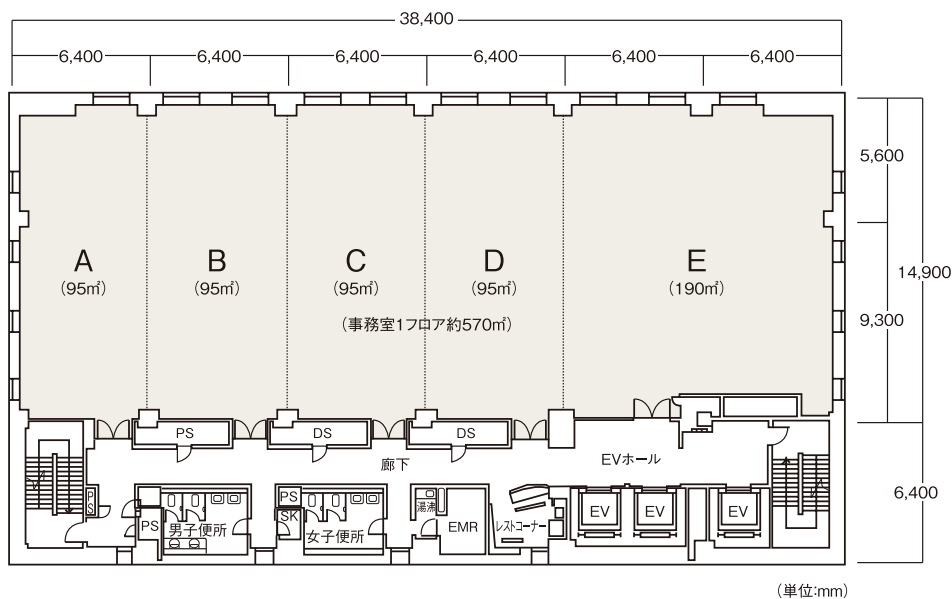 38,400
6,400 6,400 6,400 6,400 6,400 6,400
5,600
14,900
9,300
6,400
A B C D E
(95㎡) (95㎡) (95㎡) (95㎡) (190㎡)
(事務室1フロア約570㎡)
PS DS DS
廊下 EVホール
PS PS 湯沸
PS 男子便所 SK 女子便所 EMR レストコーナー EV EV EV
(単位:mm)